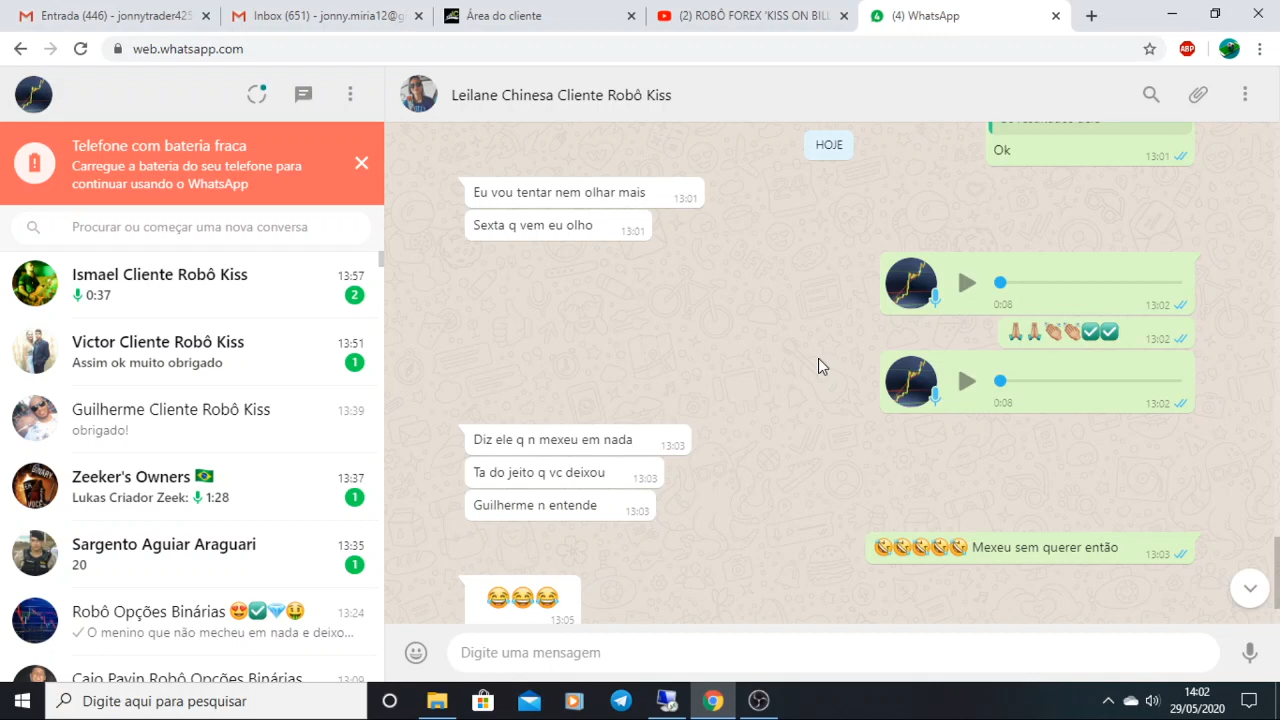 Entrada (446) - jonnytrader425
Inbox (651) - jonny.miria12@g
Área do cliente
(2) ROBÔ FOREX "KISS ON BILL
(4) WhatsApp
web.whatsapp.com
ABP
Telefone com bateria fraca
Carregue a bateria do seu telefone para
continuar usando o WhatsApp
Procurar ou começar uma nova conversa
Ismael Cliente Robô Kiss 13:57
0:37 2
Victor Cliente Robô Kiss 13:51
Assim ok muito obrigado 1
Guilherme Cliente Robô Kiss 13:39
obrigado!
Zeeker's Owners 🇧🇷 13:37
Lukas Criador Zeek: 1:28 1
Sargento Aguiar Araguari 13:35
20 1
Robô Opções Binárias 😍✅💎🤑 13:24
O menino que não mecheu em nada e deixo...
Caio Pavin Robô Opções Binárias 13:09
Leilane Chinesa Cliente Robô Kiss
HOJE
Ok 13:01
Eu vou tentar nem olhar mais 13:01
Sexta q vem eu olho 13:01
0:08 13:02
🙏🏼🙏🏼👏🏼👏🏼✅✅ 13:02
0:08 13:02
Diz ele q n mexeu em nada 13:03
Ta do jeito q vc deixou 13:03
Guilherme n entende 13:03
🤣🤣🤣🤣🤣 Mexeu sem querer então 13:03
😂😂😂 13:05
Digite uma mensagem
Digite aqui para pesquisar
14:02
29/05/2020